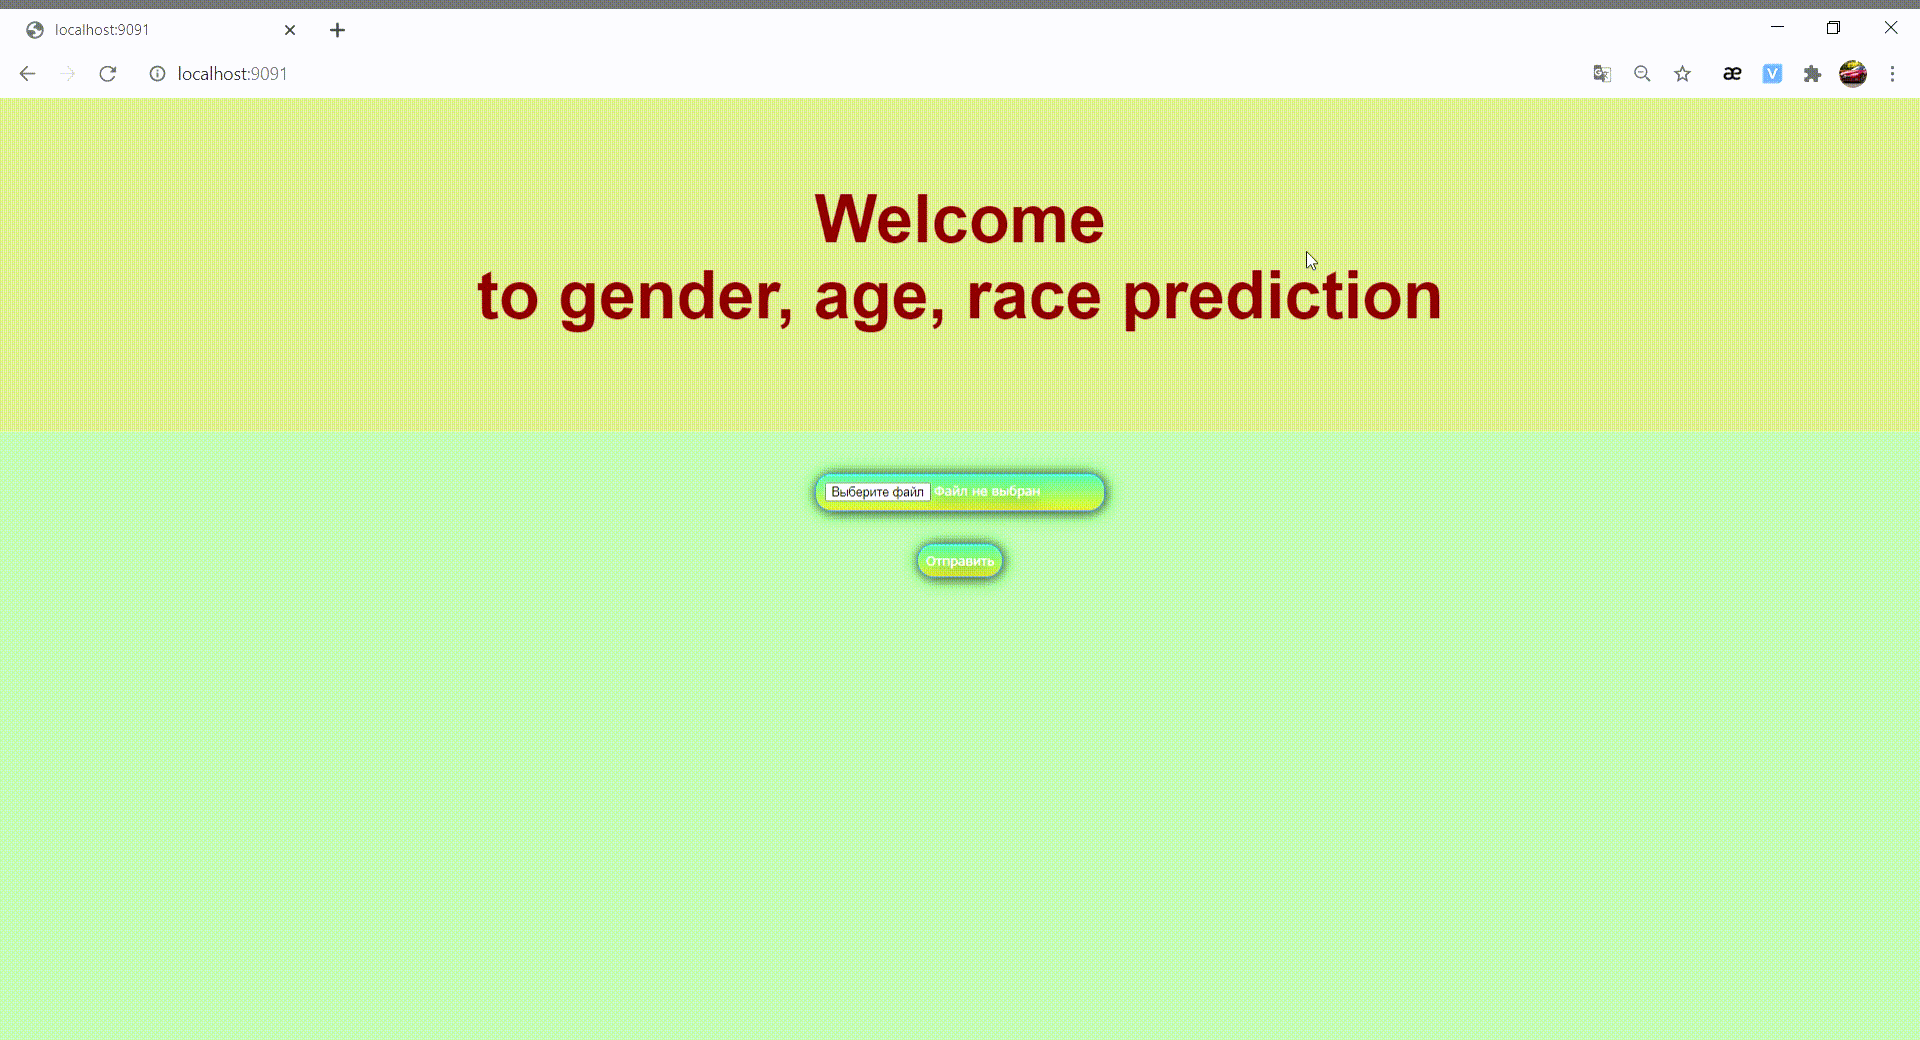 localhost:9091
localhost:9091
æ
V
Welcome
to gender, age, race prediction
Выберите файл Файл не выбран
Отправить